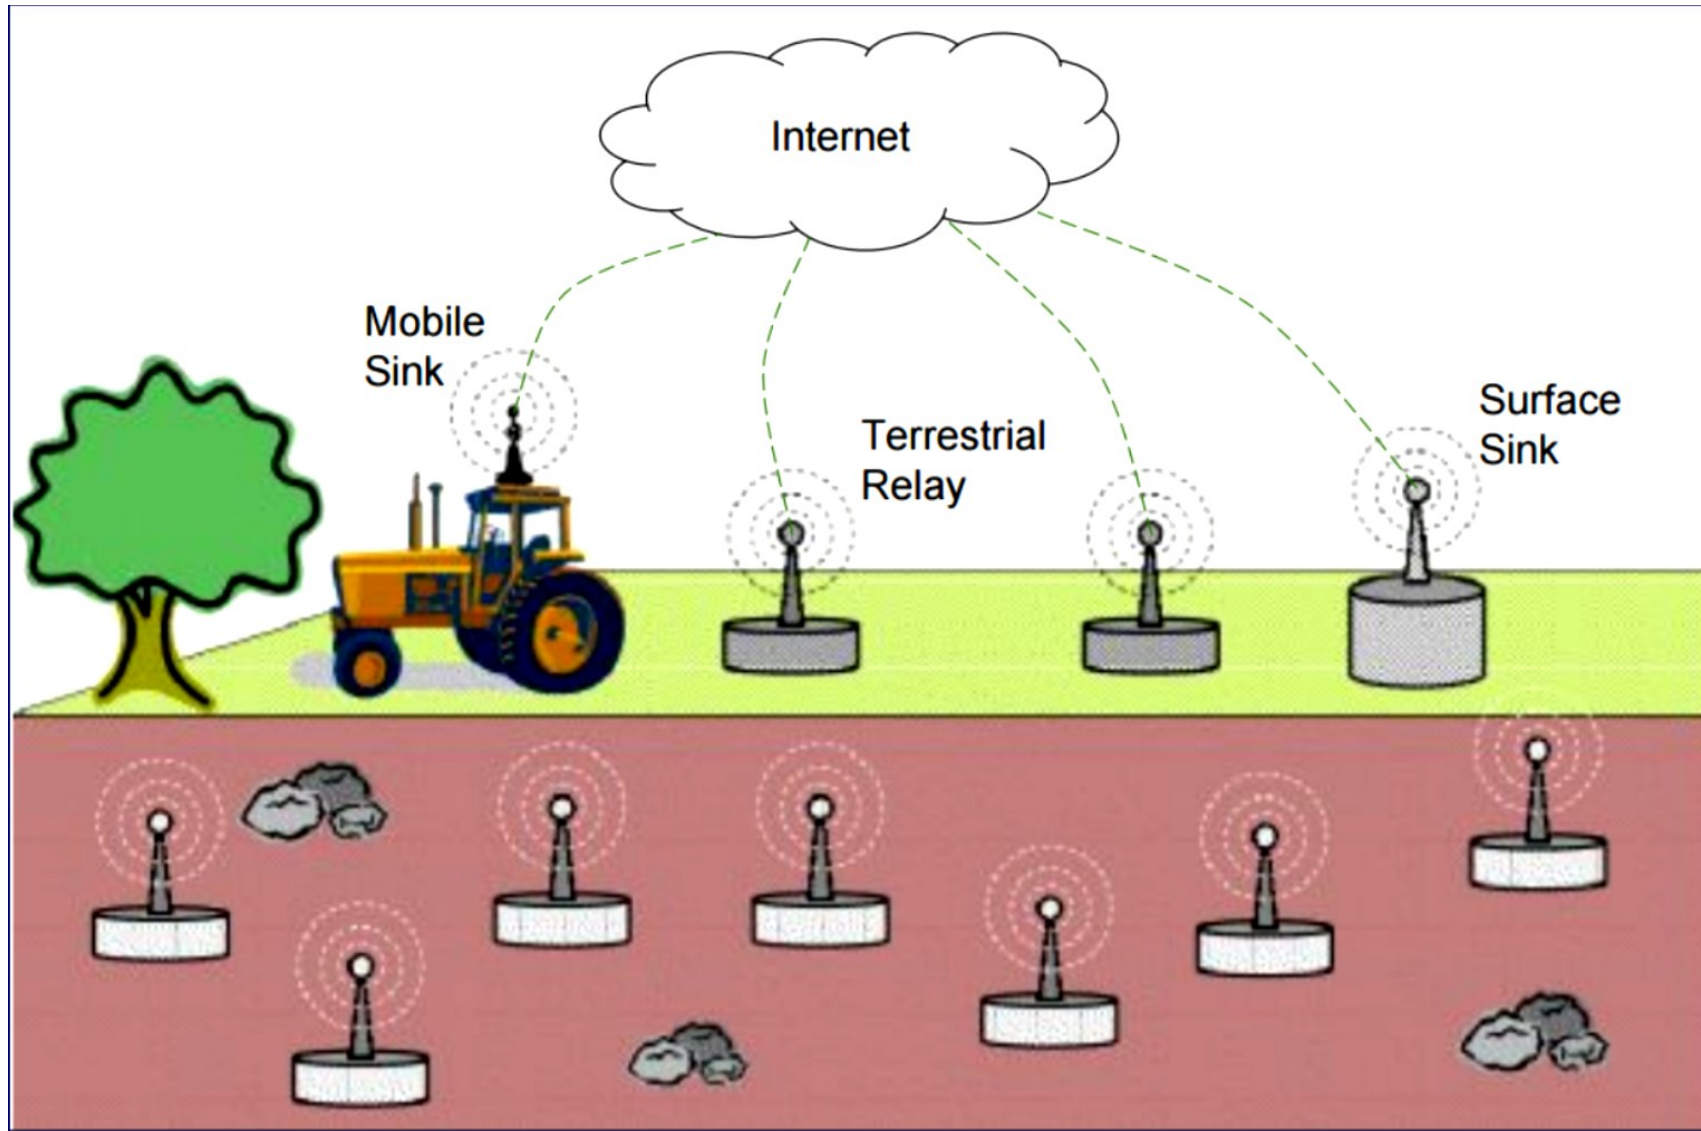 Internet
Mobile
Sink
Terrestrial
Relay
Surface
Sink